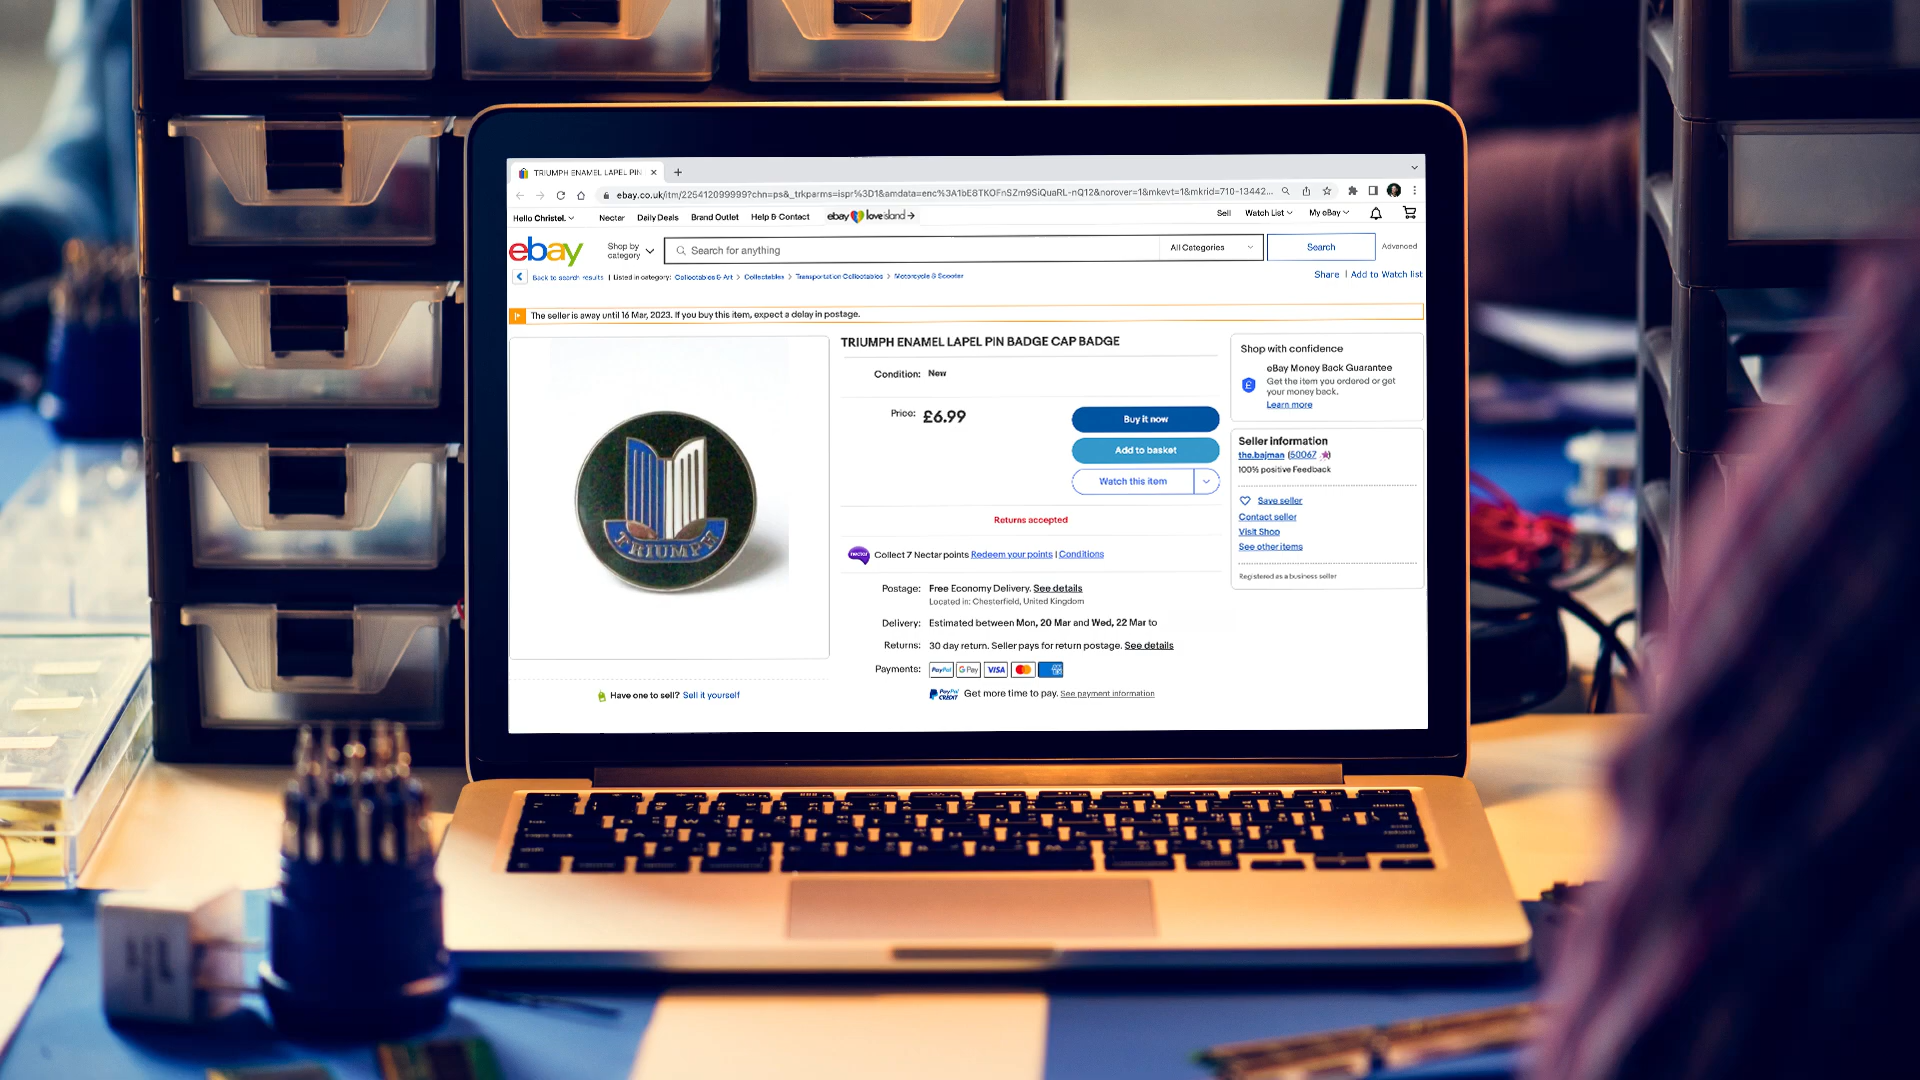 TRIUMPH ENAMEL LAPEL PIN
ebay.co.uk/itm/225412099999?chn=ps&_trkparms=ispr%3D1&amdata=enc%3A1bE8TKOFnSZm9SiQuaRL-nQ12&norover=1&mkevt=1&mkrid=710-13442...
Hello Christel.
Nectar
Daily Deals
Brand Outlet
Help & Contact
ebay love island
Sell
Watch List
My eBay
ebay
Shop by category
Search for anything
All Categories
Search
Advanced
Back to search results | Listed in category: Collectables & Art > Collectables > Transportation Collectables > Motorcycle & Scooter
Share | Add to Watch list
The seller is away until 16 Mar, 2023. If you buy this item, expect a delay in postage.
TRIUMPH
Have one to sell? Sell it yourself
TRIUMPH ENAMEL LAPEL PIN BADGE CAP BADGE
Condition: New
Price: £6.99
Buy it now
Add to basket
Watch this item
Returns accepted
nectar
Collect 7 Nectar points Redeem your points | Conditions
Postage: Free Economy Delivery. See details
Located in: Chesterfield, United Kingdom
Delivery: Estimated between Mon, 20 Mar and Wed, 22 Mar to
Returns: 30 day return. Seller pays for return postage. See details
Payments: PayPal G Pay VISA
PayPal CREDIT Get more time to pay. See payment information
Shop with confidence
eBay Money Back Guarantee
Get the item you ordered or get
your money back.
Learn more
Seller information
the.bajman (50067)
100% positive Feedback
Save seller
Contact seller
Visit Shop
See other items
Registered as a business seller